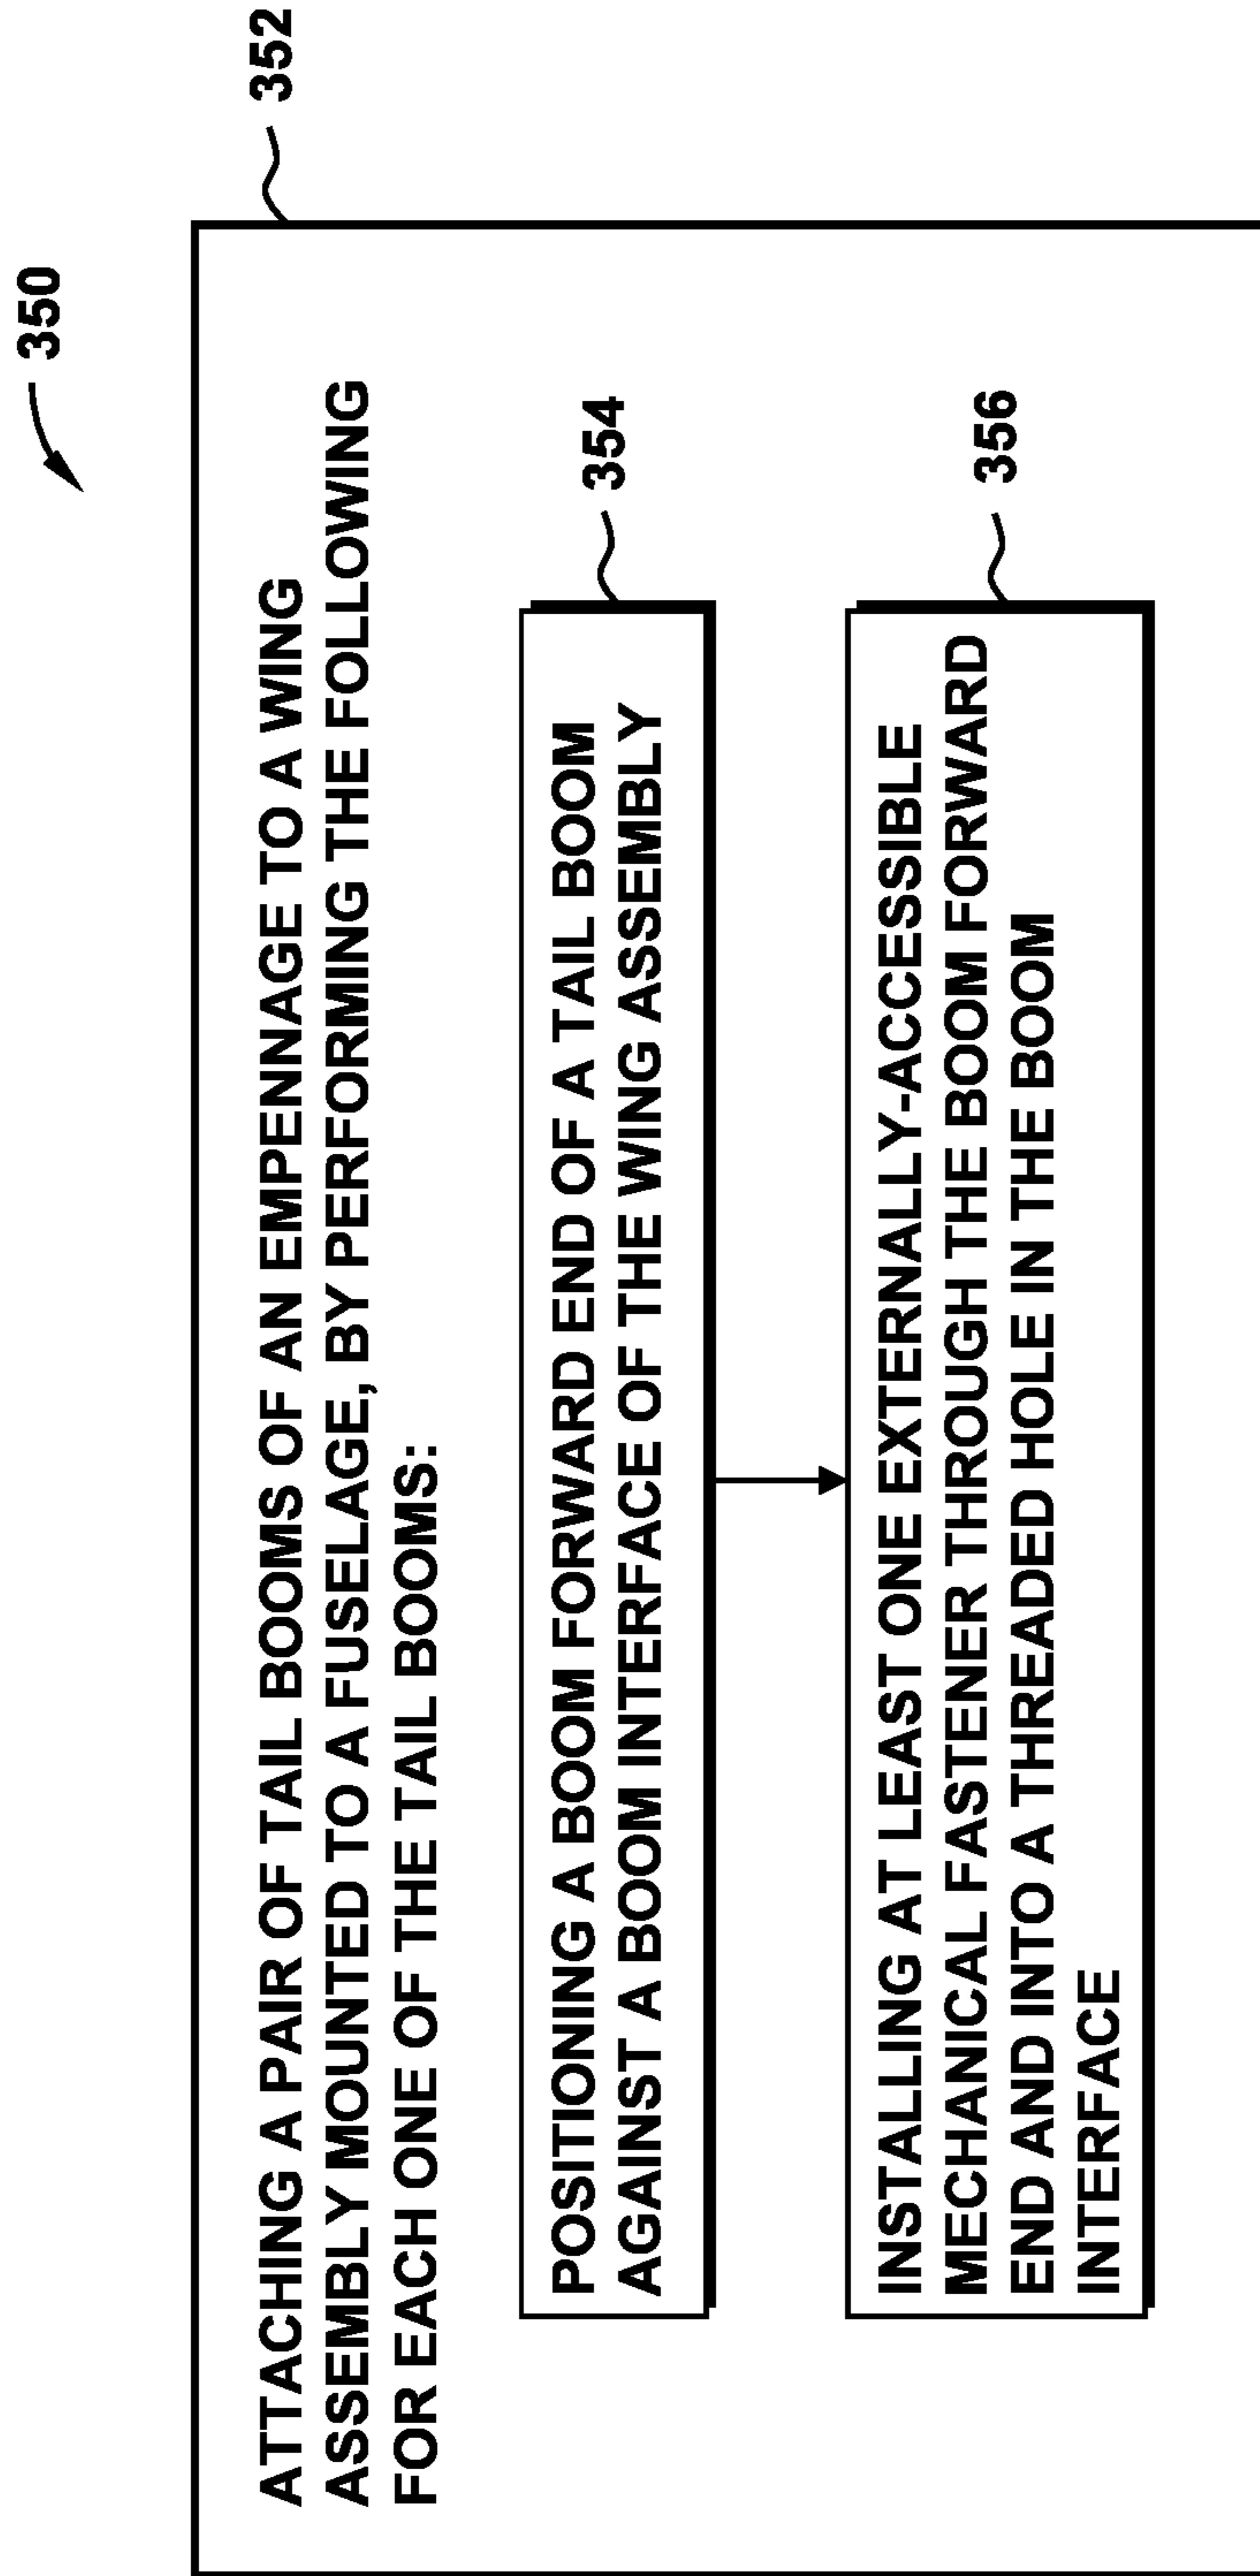 350
352
ATTACHING A PAIR OF TAIL BOOMS OF AN EMPENNAGE TO A WING
ASSEMBLY MOUNTED TO A FUSELAGE, BY PERFORMING THE FOLLOWING
FOR EACH ONE OF THE TAIL BOOMS:
354
POSITIONING A BOOM FORWARD END OF A TAIL BOOM
AGAINST A BOOM INTERFACE OF THE WING ASSEMBLY
356
INSTALLING AT LEAST ONE EXTERNALLY-ACCESSIBLE
MECHANICAL FASTENER THROUGH THE BOOM FORWARD
END AND INTO A THREADED HOLE IN THE BOOM
INTERFACE